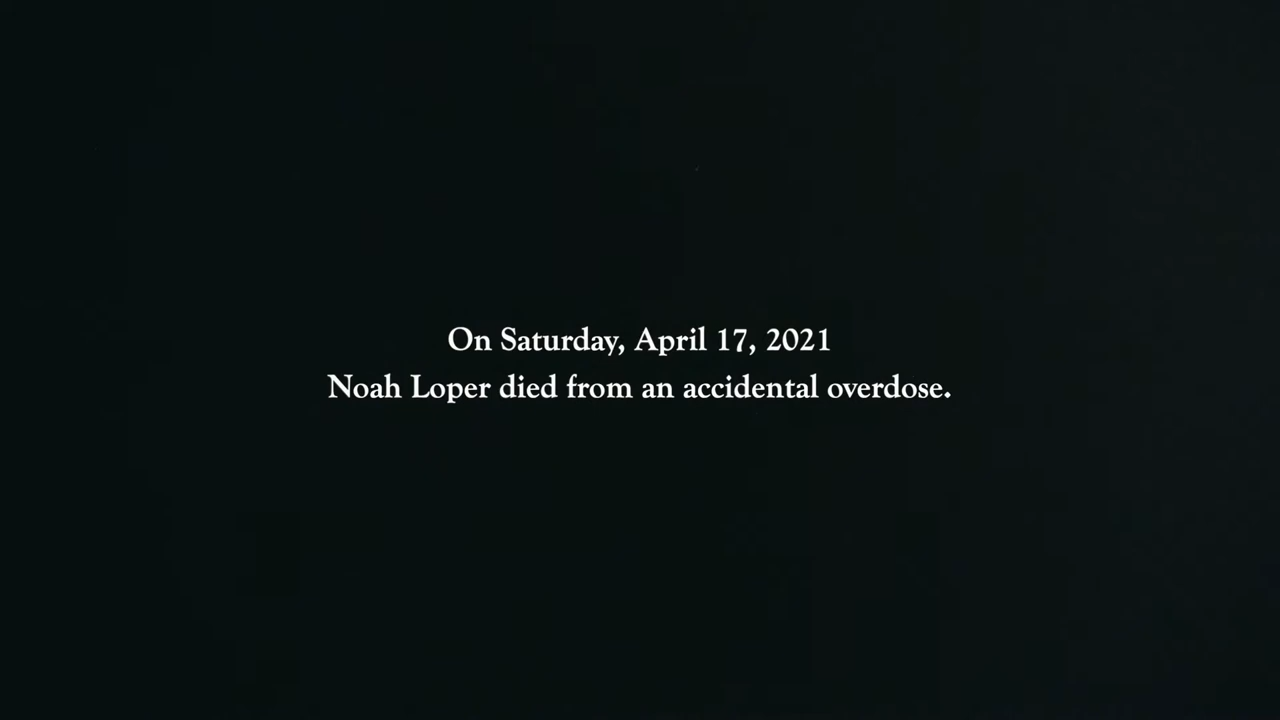 On Saturday, April 17, 2021
Noah Loper died from an accidental overdose.